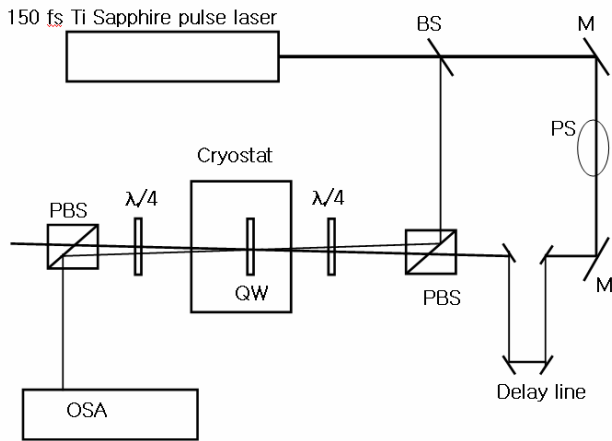 150 fs Ti Sapphire pulse laser
BS
M
PS
Cryostat
PBS
λ/4
λ/4
QW
PBS
M
Delay line
OSA